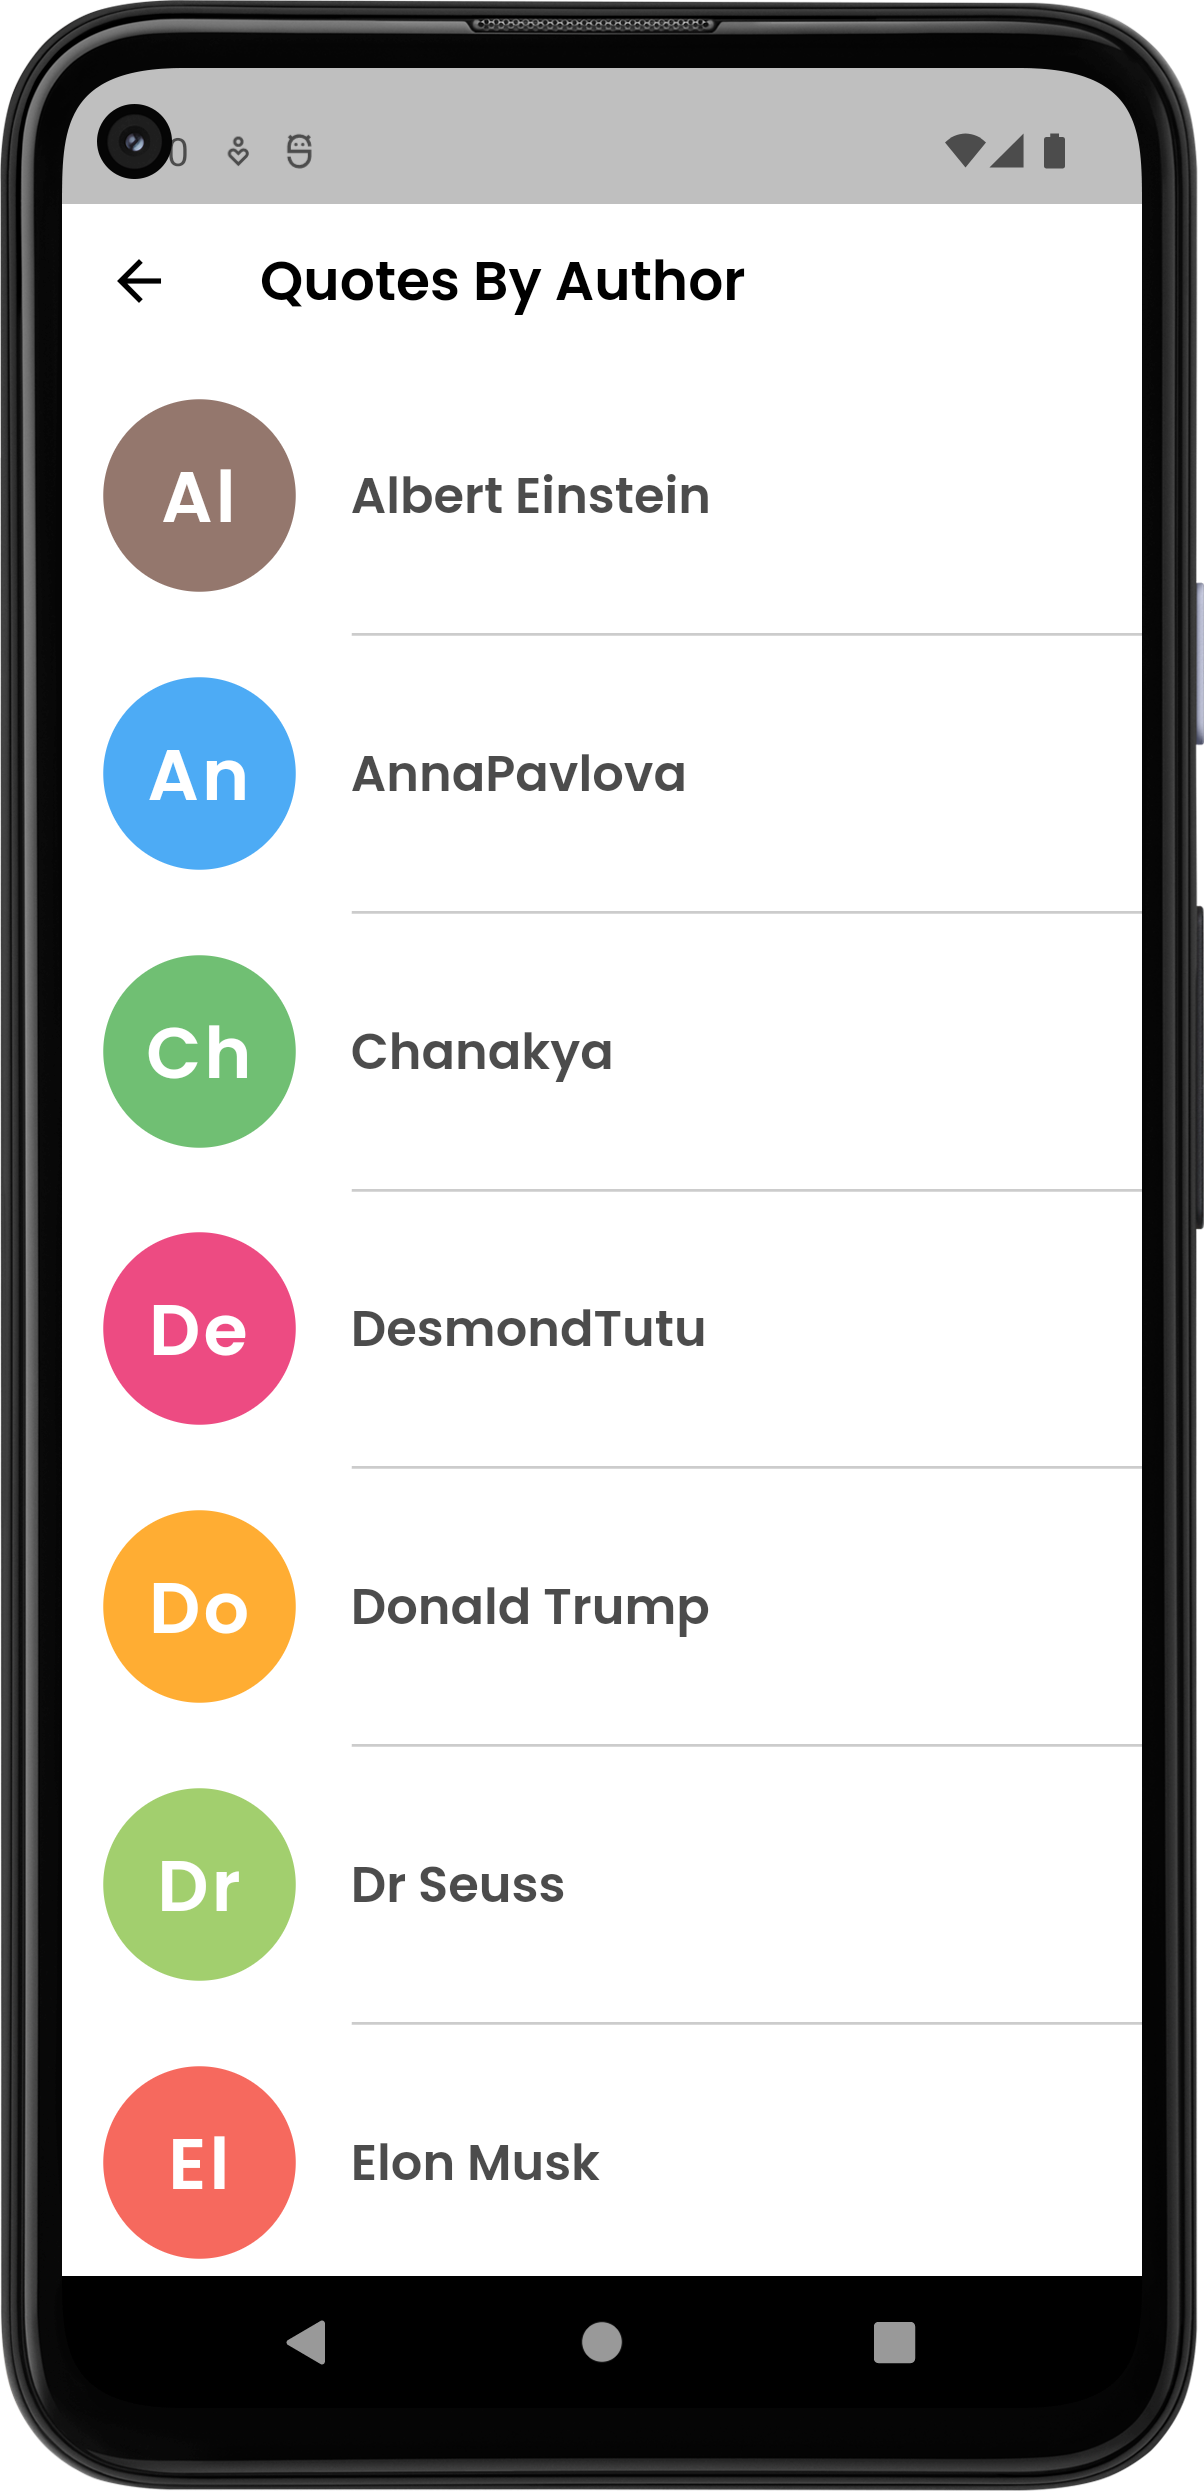 Quotes By Author
Al
Albert Einstein
An
AnnaPavlova
Ch
Chanakya
De
DesmondTutu
Do
Donald Trump
Dr
Dr Seuss
El
Elon Musk